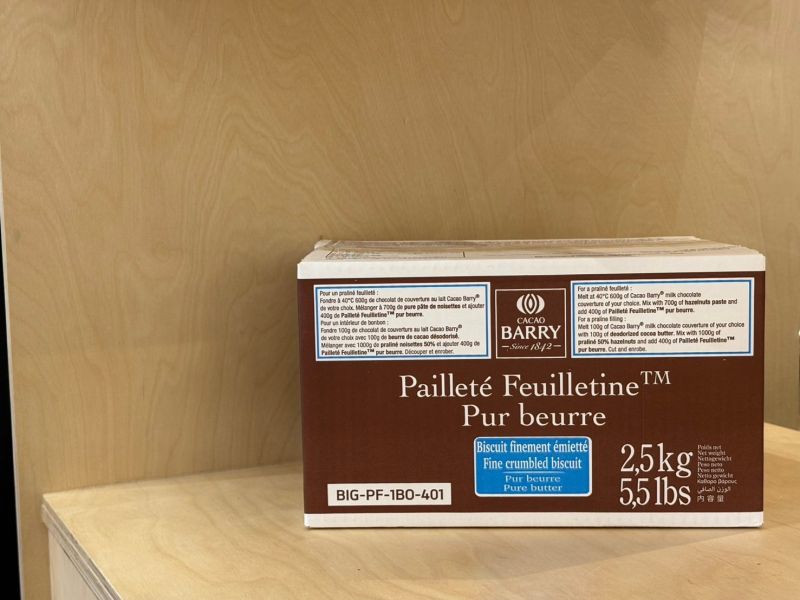 Pour un praliné feuilleté :
Fondre à 40°C 600g de chocolat de couverture au lait Cacao Barry®
de votre choix. Mélanger à 700g de pure pâte de noisettes et ajouter
400g de Pailleté Feuilletine™ pur beurre.
Pour un intérieur de bonbon :
Fondre 100g de chocolat de couverture au lait Cacao Barry®
de votre choix avec 100g de beurre de cacao désodorisé.
Mélanger avec 1000g de praliné noisettes 50% et ajouter 400g de
Pailleté Feuilletine™ pur beurre. Découper et enrober.
CACAO
BARRY
Since 1842
For a praliné feuilleté :
Melt at 40°C 600g of Cacao Barry® milk chocolate
couverture of your choice. Mix with 700g of hazelnuts paste and
add 400g of Pailleté Feuilletine™ pur beurre.
For a praline filling :
Melt 100g of Cacao Barry® milk chocolate couverture of your choice
with 100g of deodorized cocoa butter. Mix with 1000g of
praliné 50% hazelnuts and add 400g of Pailleté Feuilletine™
pur beurre. Cut and enrobe.
Pailleté Feuilletine™
Pur beurre
Biscuit finement émietté
Fine crumbled biscuit
Pur beurre
Pure butter
BIG-PF-1BO-401
2,5kg
5,5lbs
Poids net
Net weight
Nettogewicht
Peso neto
Peso netto
Netto gewicht
Καθαρο βάρους
الوزن الصافي
内容量